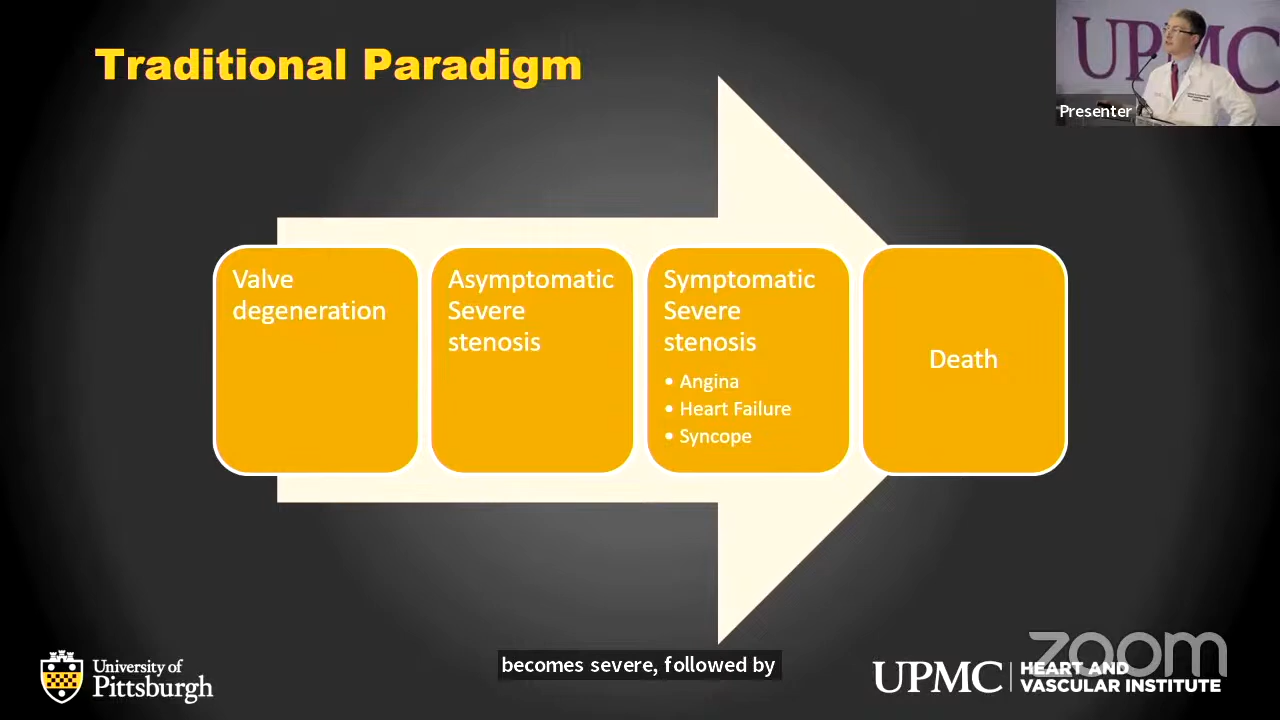 Traditional Paradigm
UPMC
Presenter
Valve
degeneration
Asymptomatic
Severe
stenosis
Symptomatic
Severe
stenosis
• Angina
• Heart Failure
• Syncope
Death
becomes severe, followed by
University of
Pittsburgh
UPMC
HEART AND
VASCULAR INSTITUTE
zoom